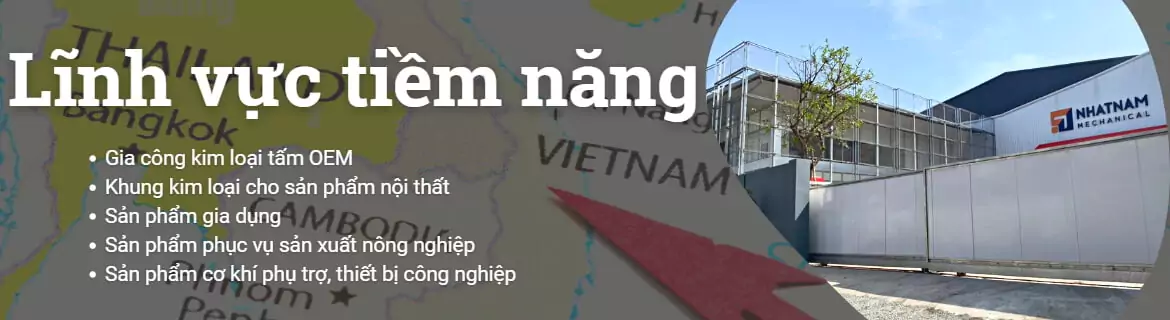 THAILAND
Lĩnh vực tiềm năng
Bangkok
VIETNAM
CAMBODIA
Phnom
Penh
Gia công kim loại tấm OEM
Khung kim loại cho sản phẩm nội thất
Sản phẩm gia dụng
Sản phẩm phục vụ sản xuất nông nghiệp
Sản phẩm cơ khí phụ trợ, thiết bị công nghiệp
NHATNAM
MECHANICAL